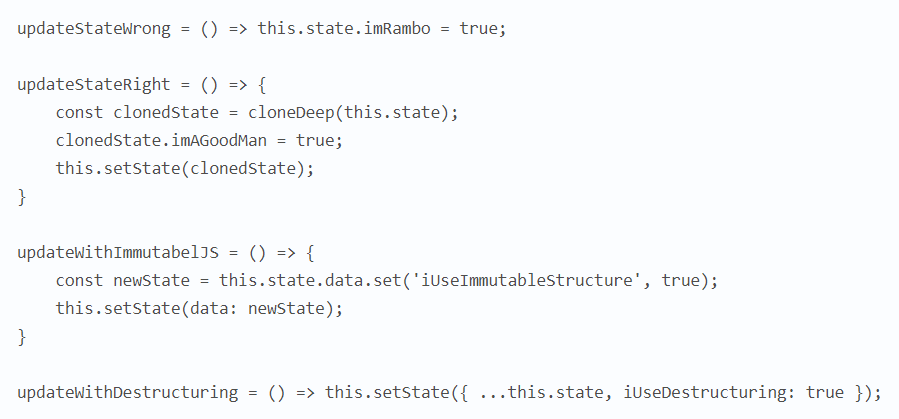 updateStateWrong = () => this.state.imRambo = true;
updateStateRight = () => {
const clonedState = cloneDeep(this.state);
clonedState.imAGoodMan = true;
this.setState(clonedState);
}
updateWithImmutabelJS = () => {
const newState = this.state.data.set('iUseImmutableStructure', true);
this.setState(data: newState);
}
updateWithDestructuring = () => this.setState({ ...this.state, iUseDestructuring: true });